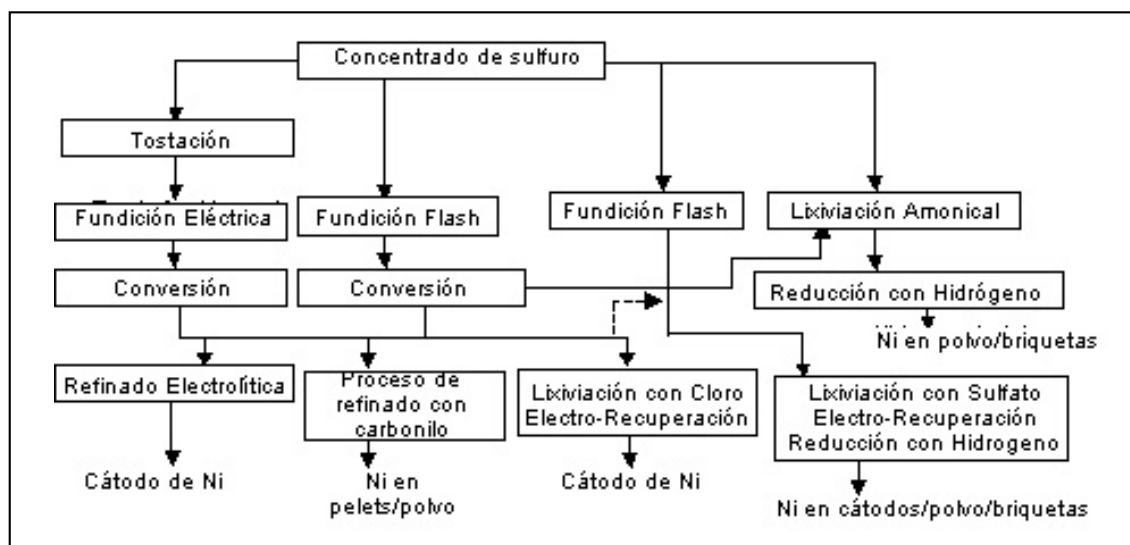 Concentrado de sulfuro
Tostación
Fundición Eléctrica
Fundición Flash
Fundición Flash
Lixiviación Amonical
Conversión
Conversión
Reducción con Hidrógeno
Ni en polvo/briquetas
Refinado Electrolítica
Proceso de
refinado con
carbonilo
Lixiviación con Cloro
Electro-Recuperación
Lixiviación con Sulfato
Electro-Recuperación
Reducción con Hidrogeno
Cátodo de Ni
Ni en
pelets/polvo
Cátodo de Ni
Ni en cátodos/polvo/briquetas